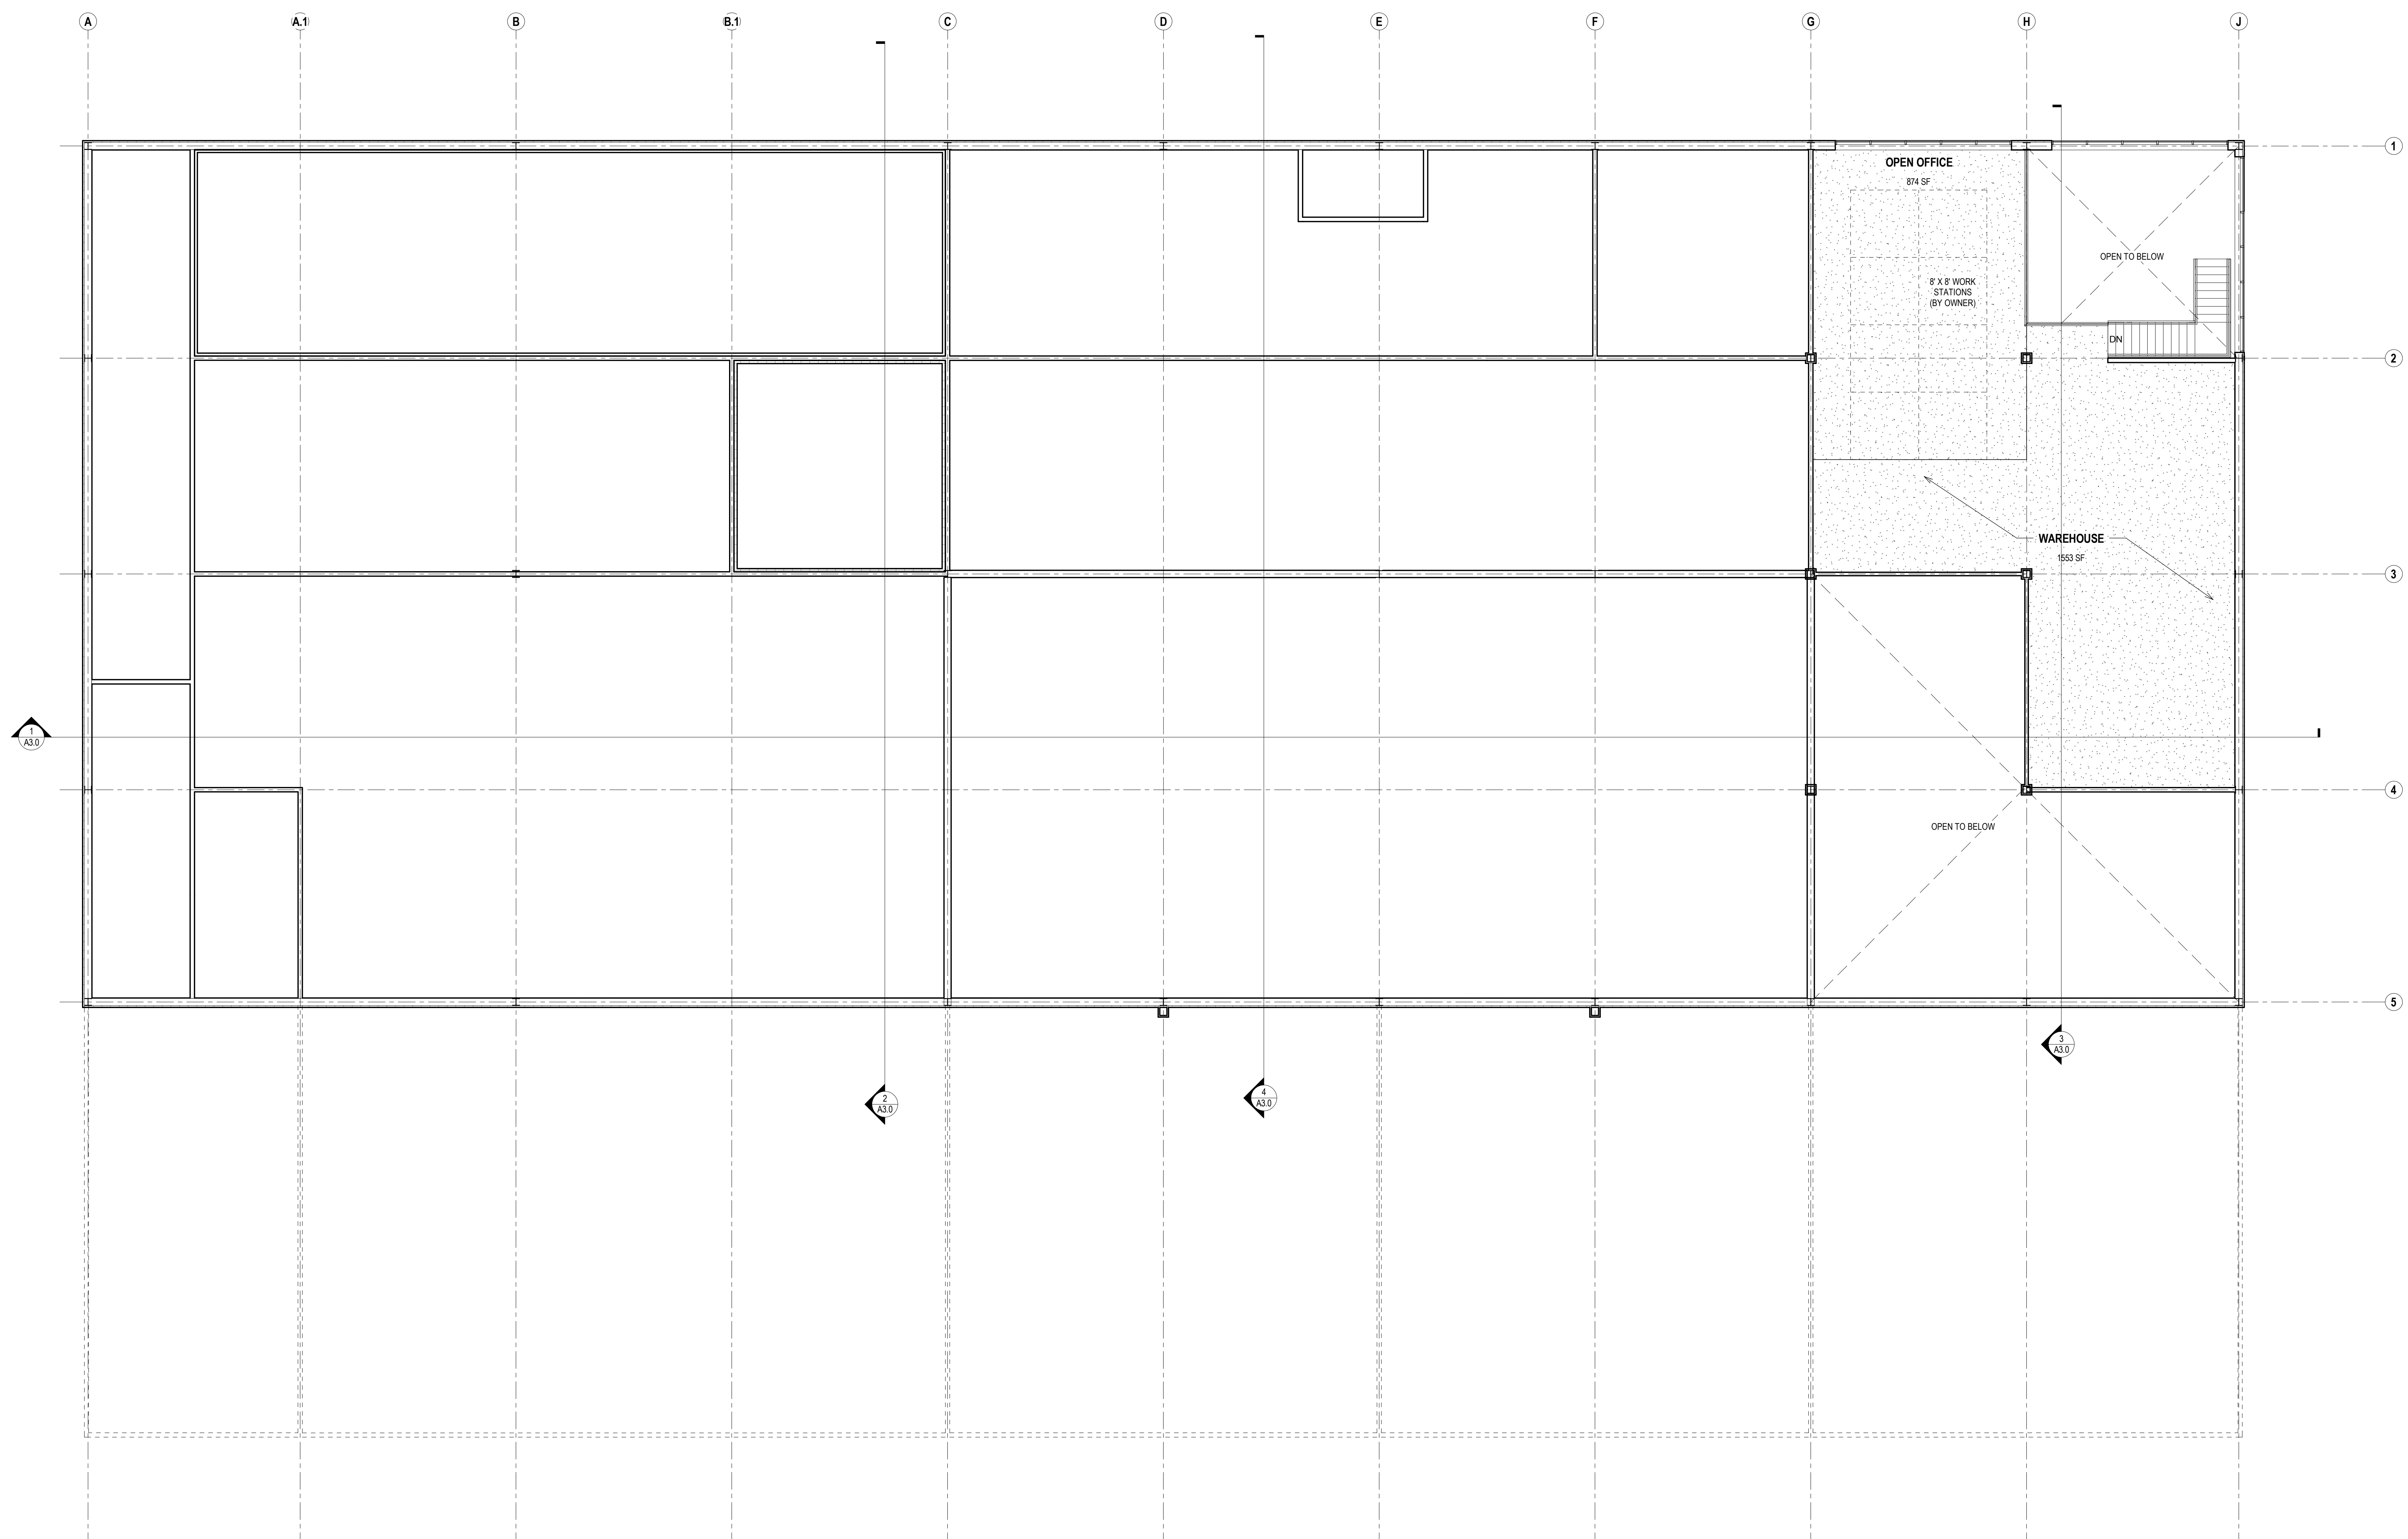 A
A.1
B
B.1
C
D
E
F
G
H
J
1
OPEN OFFICE
874 SF
OPEN TO BELOW
8' X 8' WORK
STATIONS
(BY OWNER)
DN
2
WAREHOUSE
1553 SF
3
1
A3.0
4
OPEN TO BELOW
5
3
A3.0
2
A3.0
4
A3.0